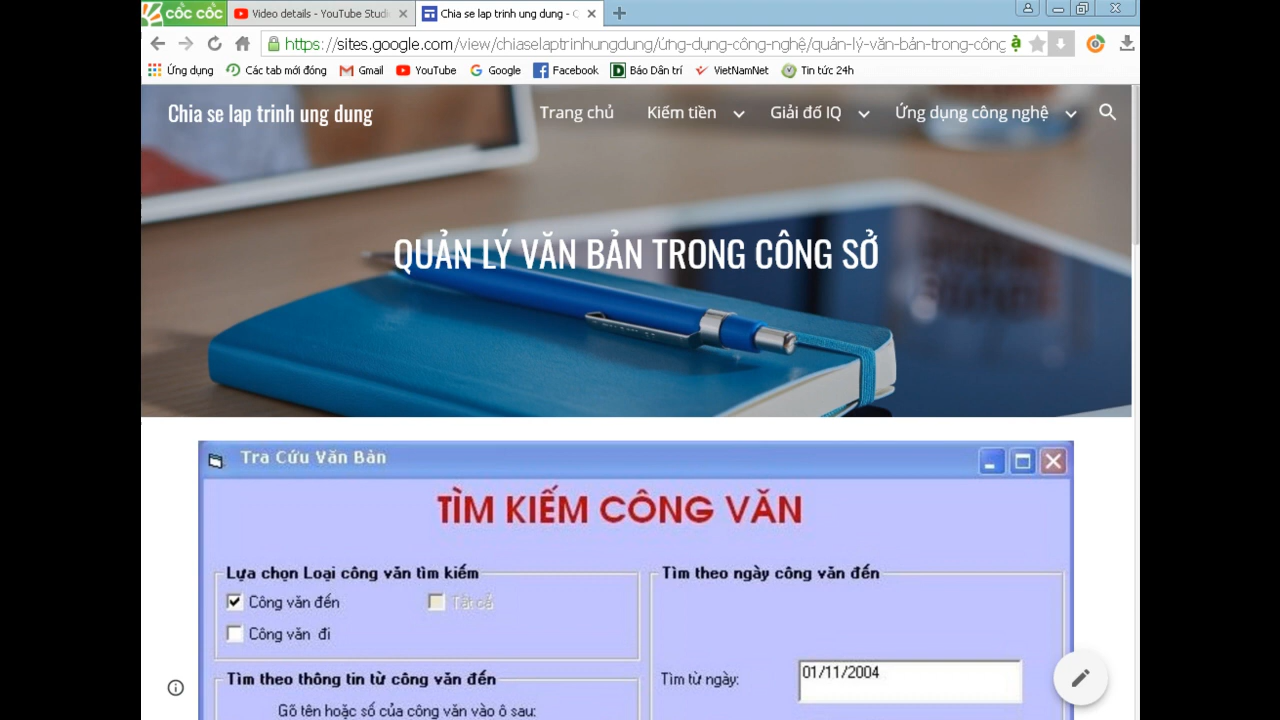 CỐC CỐC
Video details - YouTube Studi
Chia se lap trinh ung dung - C
https://sites.google.com/view/chiaselaptrinhungdung/ứng-dụng-công-nghệ/quản-lý-văn-bản-trong-công
Ứng dụng
Các tab mới đóng
Gmail
YouTube
Google
Facebook
Báo Dân trí
VietNamNet
Tin tức 24h
Chia se lap trinh ung dung
Trang chủ
Kiếm tiền
Giải đố IQ
Ứng dụng công nghệ
QUẢN LÝ VĂN BẢN TRONG CÔNG SỞ
Tra Cứu Văn Bản
TÌM KIẾM CÔNG VĂN
Lựa chọn Loại công văn tìm kiếm
Công văn đến
Tất cả
Công văn đi
Tìm theo thông tin từ công văn đến
Gõ tên hoặc số của công văn vào ô sau:
Tìm theo ngày công văn đến
Tìm từ ngày:
01/11/2004